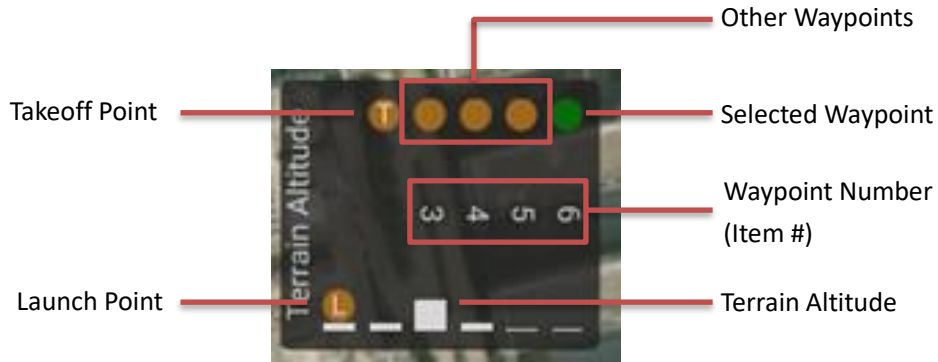 Other Waypoints
Takeoff Point
T
Selected Waypoint
Terrain Altitude
3 4 5 6
Waypoint Number
(Item #)
Launch Point
L
Terrain Altitude